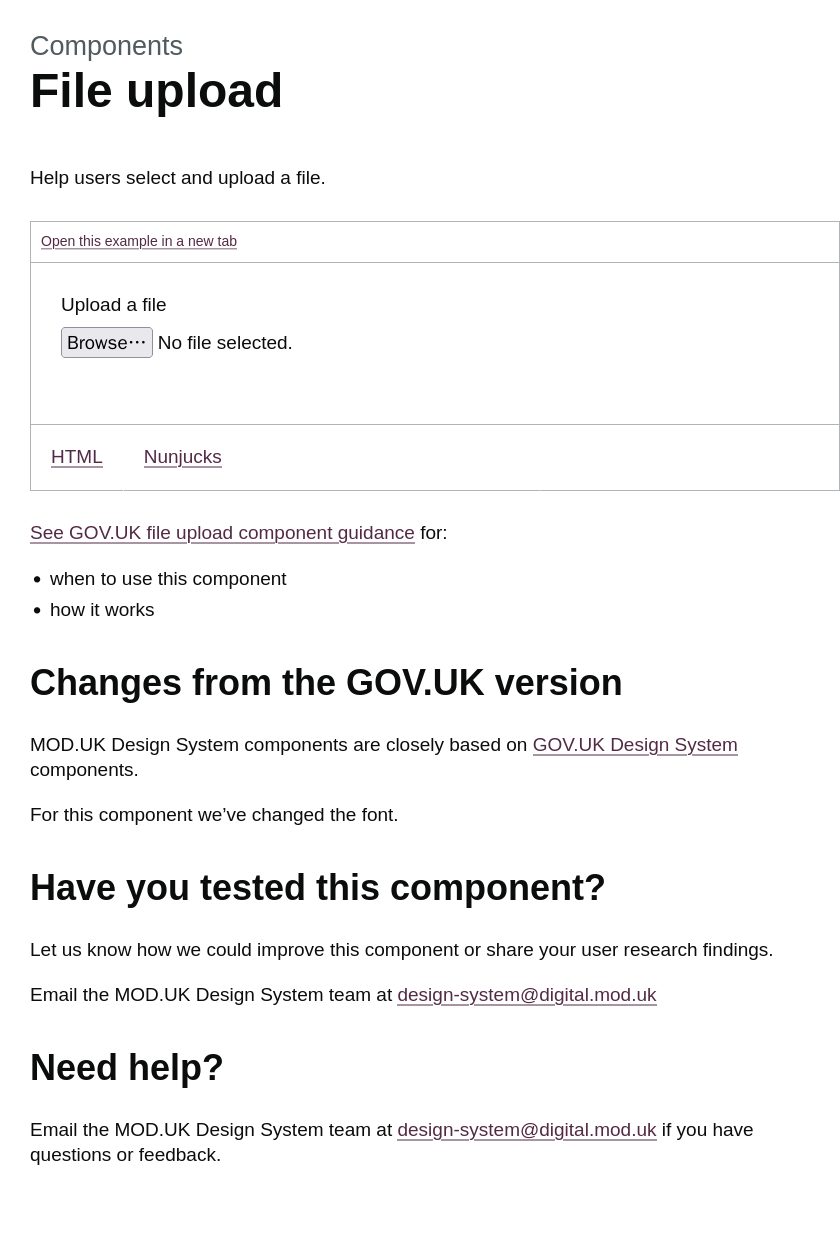 Components
File upload
Help users select and upload a file.
Open this example in a new tab
Upload a file
Browse… No file selected.
HTML Nunjucks
See GOV.UK file upload component guidance for:
• when to use this component
• how it works
Changes from the GOV.UK version
MOD.UK Design System components are closely based on GOV.UK Design System
components.
For this component we’ve changed the font.
Have you tested this component?
Let us know how we could improve this component or share your user research findings.
Email the MOD.UK Design System team at design-system@digital.mod.uk
Need help?
Email the MOD.UK Design System team at design-system@digital.mod.uk if you have
questions or feedback.